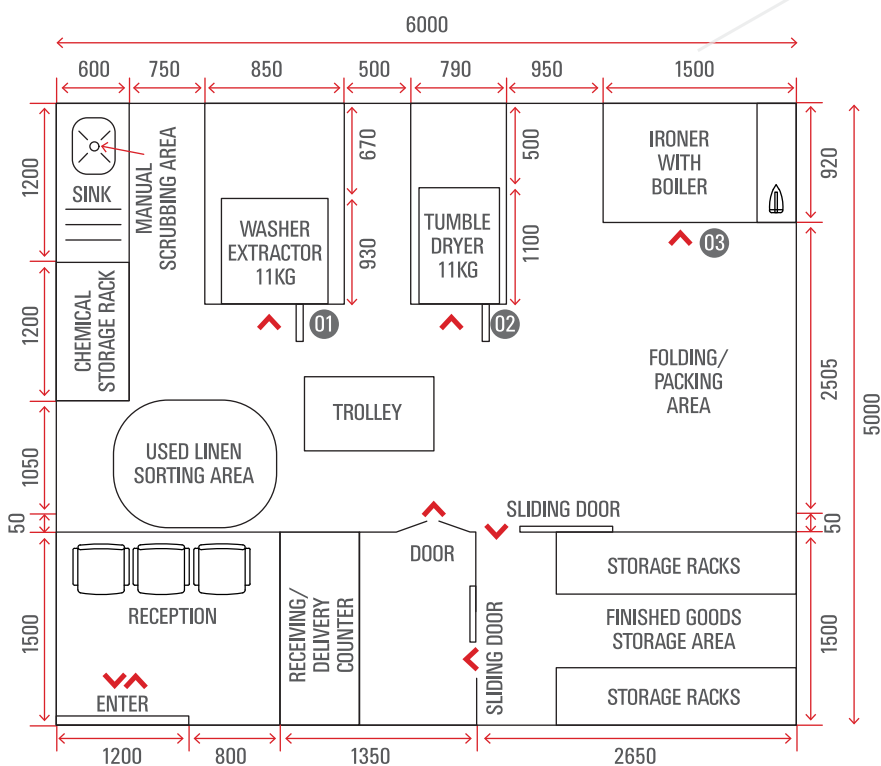 6000
600
750
850
500
790
950
1500
1200
SINK
MANUAL
SCRUBBING AREA
670
930
WASHER
EXTRACTOR
11KG
01
500
1100
TUMBLE
DRYER
11KG
02
IRONER
WITH
BOILER
03
920
1200
CHEMICAL
STORAGE RACK
TROLLEY
FOLDING/
PACKING
AREA
2505
5000
1050
USED LINEN
SORTING AREA
50
SLIDING DOOR
50
DOOR
1500
RECEPTION
ENTER
RECEIVING/
DELIVERY
COUNTER
SLIDING DOOR
STORAGE RACKS
FINISHED GOODS
STORAGE AREA
STORAGE RACKS
1500
1200
800
1350
2650